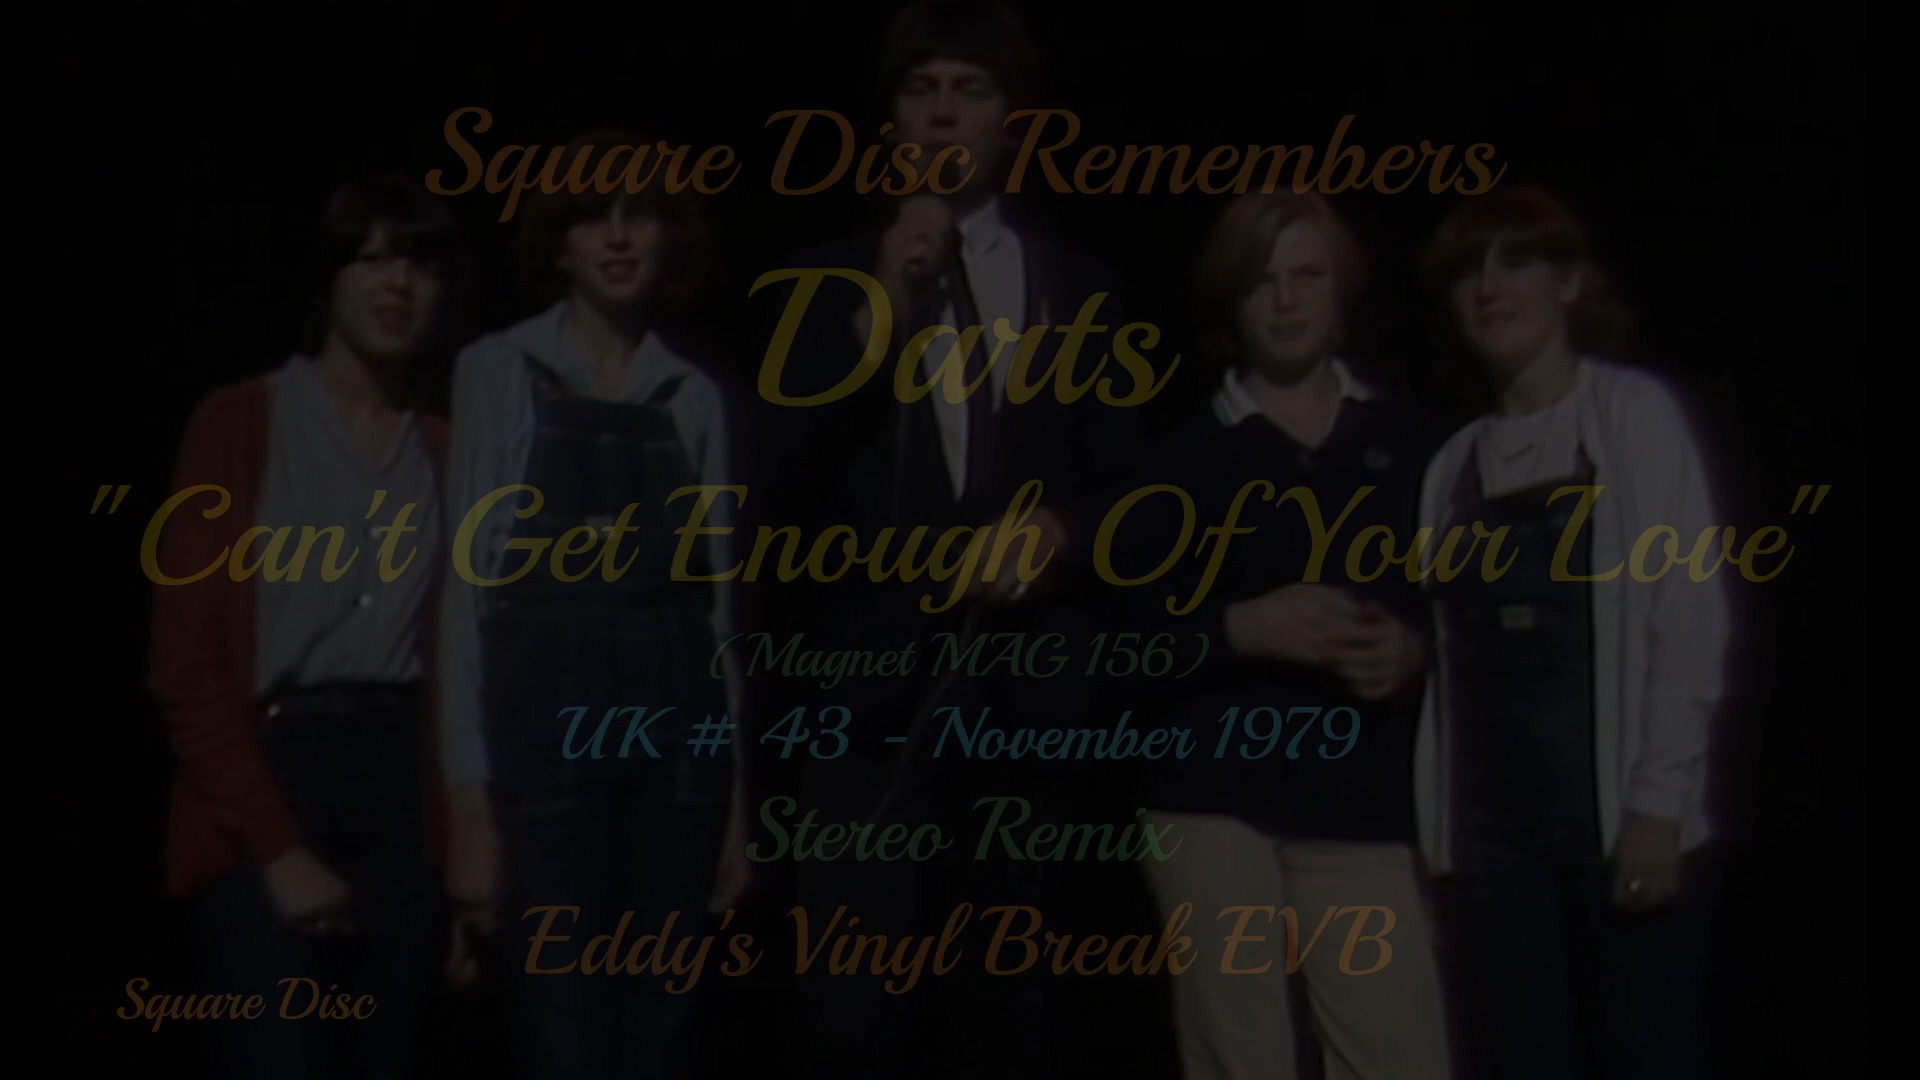 Square Disc Remembers
Darts
"Can't Get Enough Of Your Love"
(Magnet MAG 156)
UK # 43 - November 1979
Stereo Remix
Eddy's Vinyl Break EVB
Square Disc